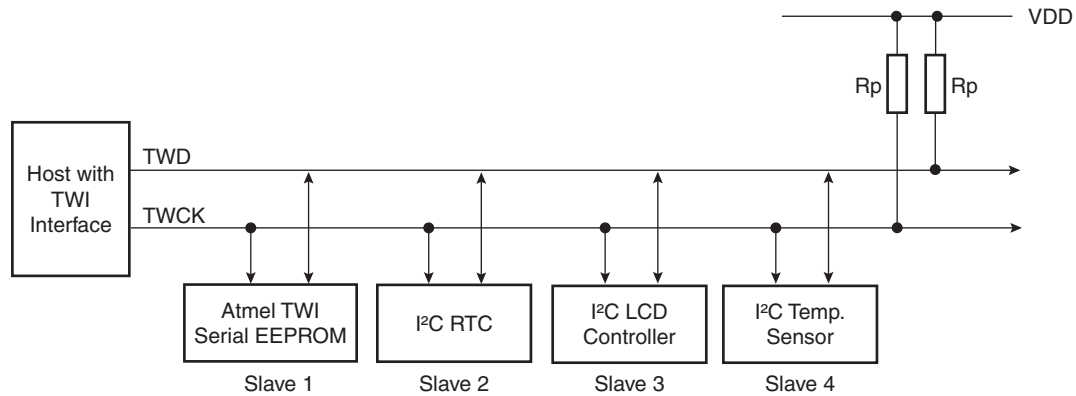 VDD
Rp
Rp
Host with
TWI
Interface
TWD
TWCK
Atmel TWI
Serial EEPROM
I²C RTC
I²C LCD
Controller
I²C Temp.
Sensor
Slave 1
Slave 2
Slave 3
Slave 4